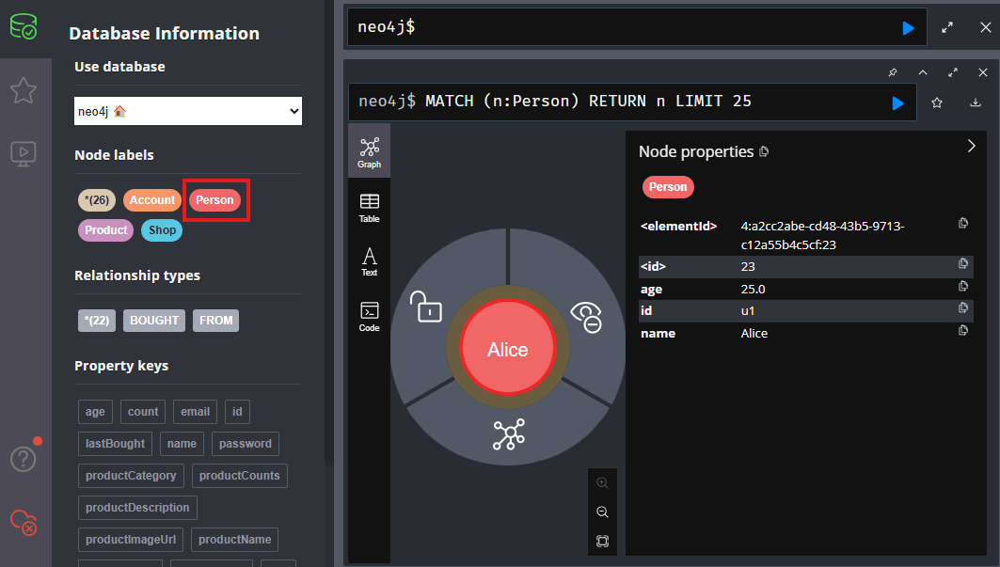 Database Information
Use database
neo4j
Node labels
*(26) Account Person
Product Shop
Relationship types
*(22) BOUGHT FROM
Property keys
age count email id
lastBought name password
productCategory productCounts
productDescription
productImageUrl productName
neo4j$
neo4j$ MATCH (n:Person) RETURN n LIMIT 25
Graph
Table
Text
Code
Alice
Node properties
Person
<elementId> 4:a2cc2abe-cd48-43b5-9713-
c12a55b4c5cf:23
<id> 23
age 25.0
id u1
name Alice